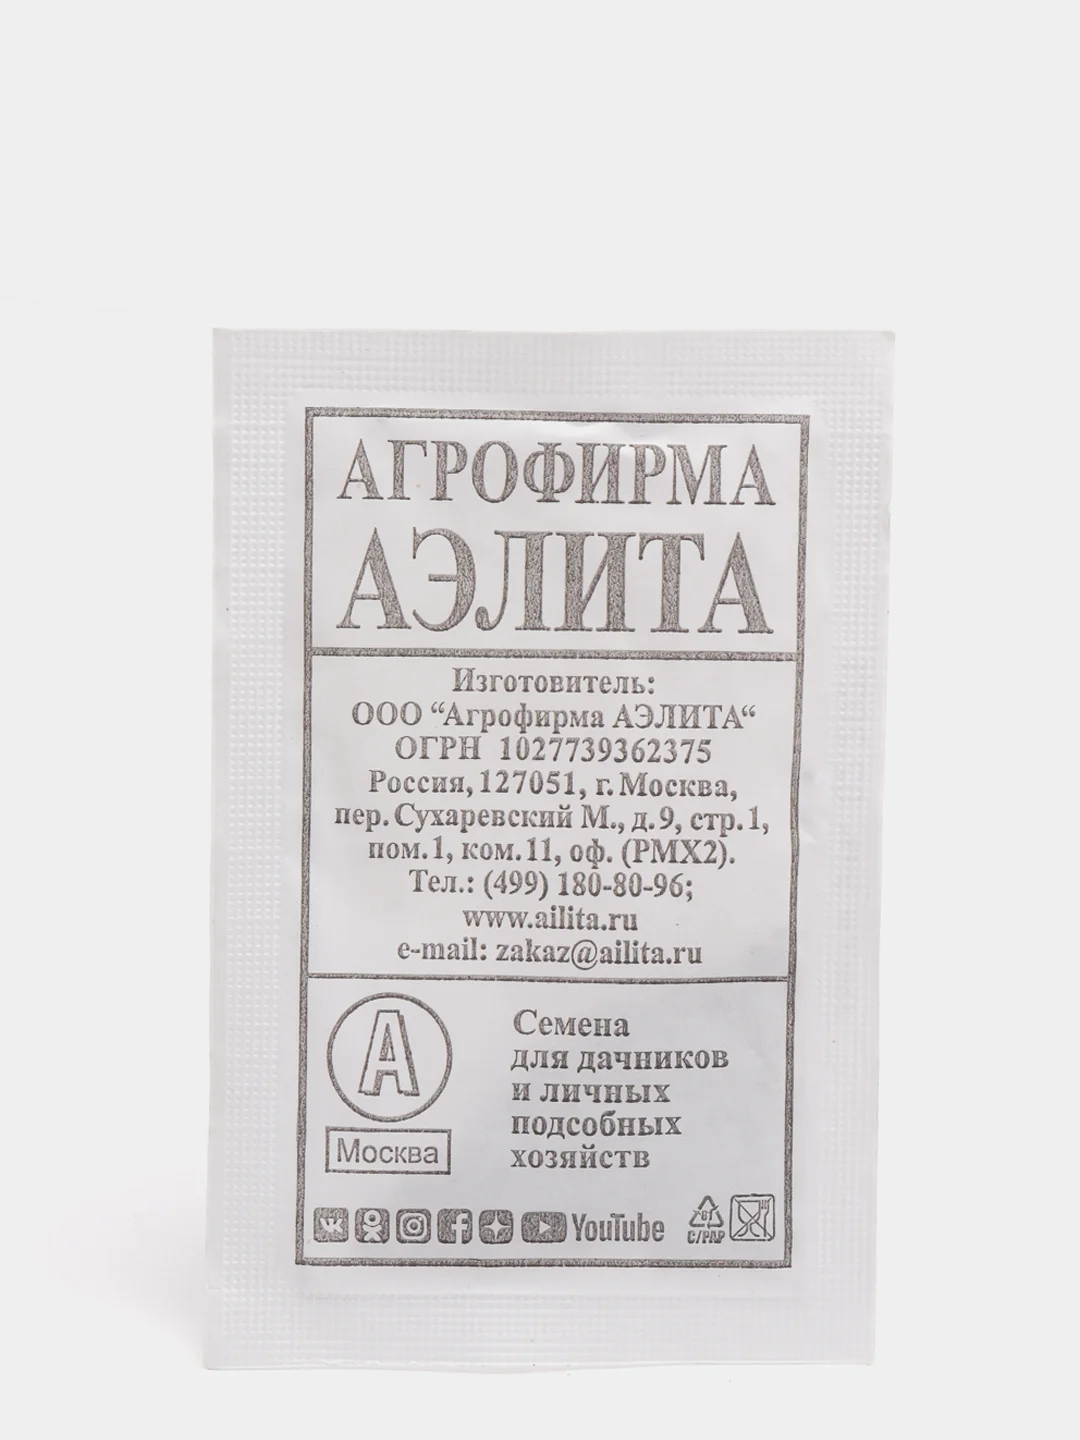 АГРОФИРМА
АЭЛИТА
Изготовитель:
ООО “Агрофирма АЭЛИТА“
ОГРН 1027739362375
Россия, 127051, г. Москва,
пер. Сухаревский М., д. 9, стр. 1,
пом. 1, ком. 11, оф. (РМХ2).
Тел.: (499) 180-80-96;
www.ailita.ru
e-mail: zakaz@ailita.ru
А
Москва
Семена
для дачников
и личных
подсобных
хозяйств
YouTube
81
C/PAP